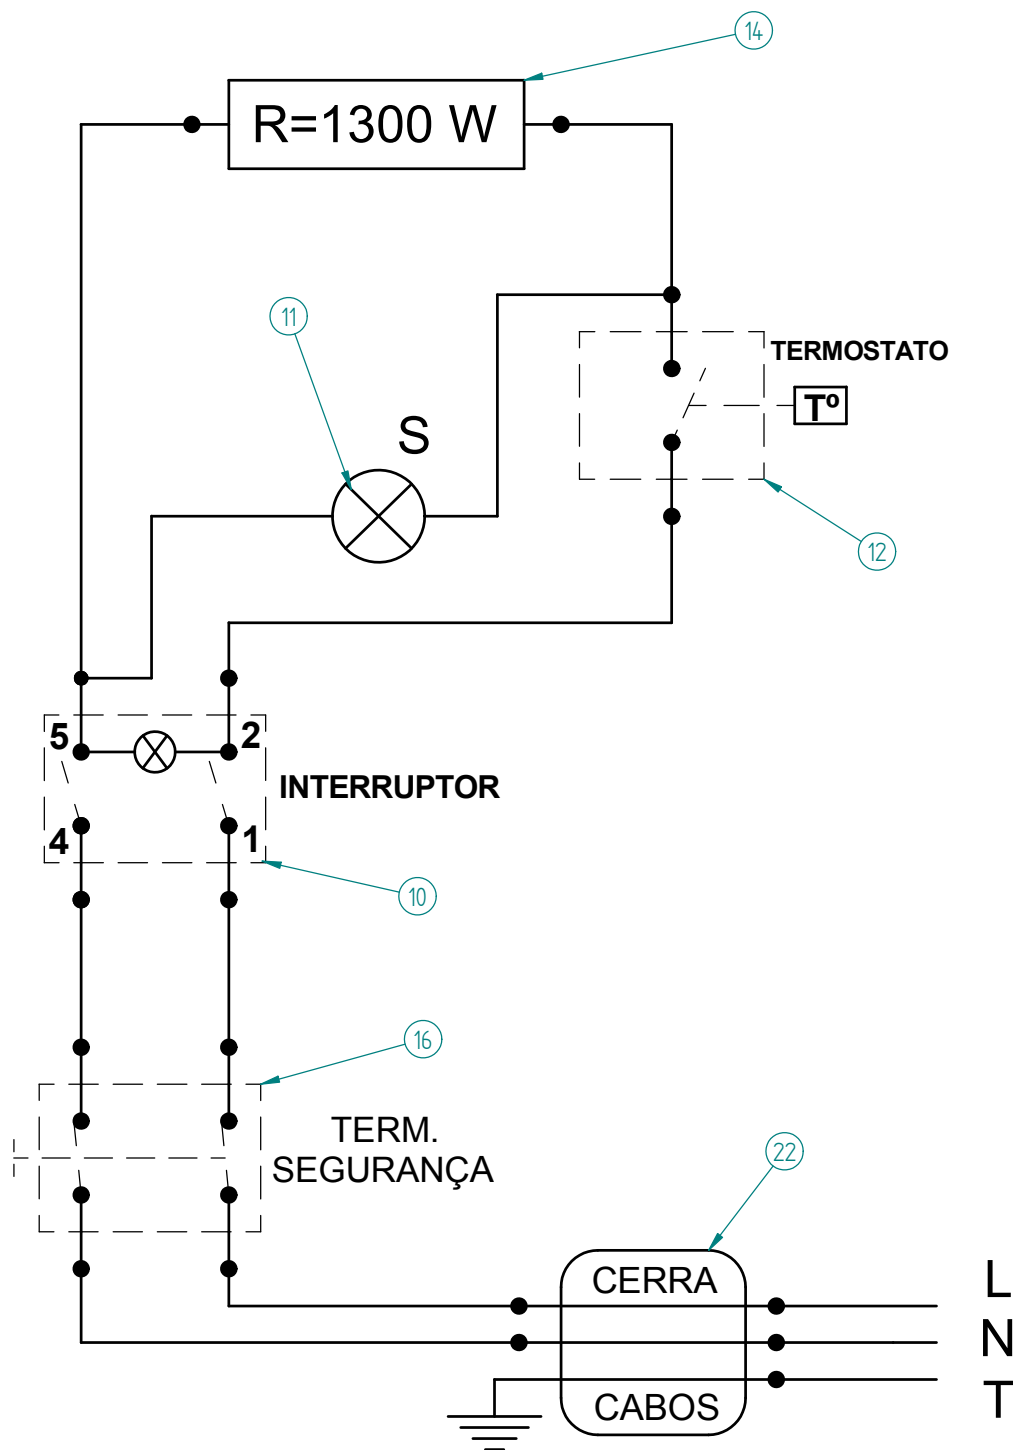 14
R=1300 W
11
TERMOSTATO
Tº
S
12
5
2
INTERRUPTOR
4
1
10
16
TERM.
SEGURANÇA
22
CERRA
L
N
T
CABOS